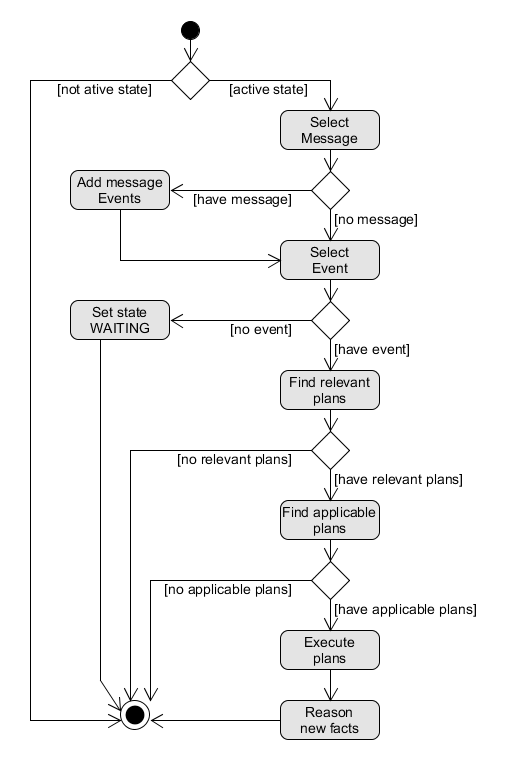 [not ative state]
[active state]
Select
Message
Add message
Events
[have message]
[no message]
Select
Event
Set state
WAITING
[no event]
[have event]
Find relevant
plans
[no relevant plans]
[have relevant plans]
Find applicable
plans
[no applicable plans]
[have applicable plans]
Execute
plans
Reason
new facts